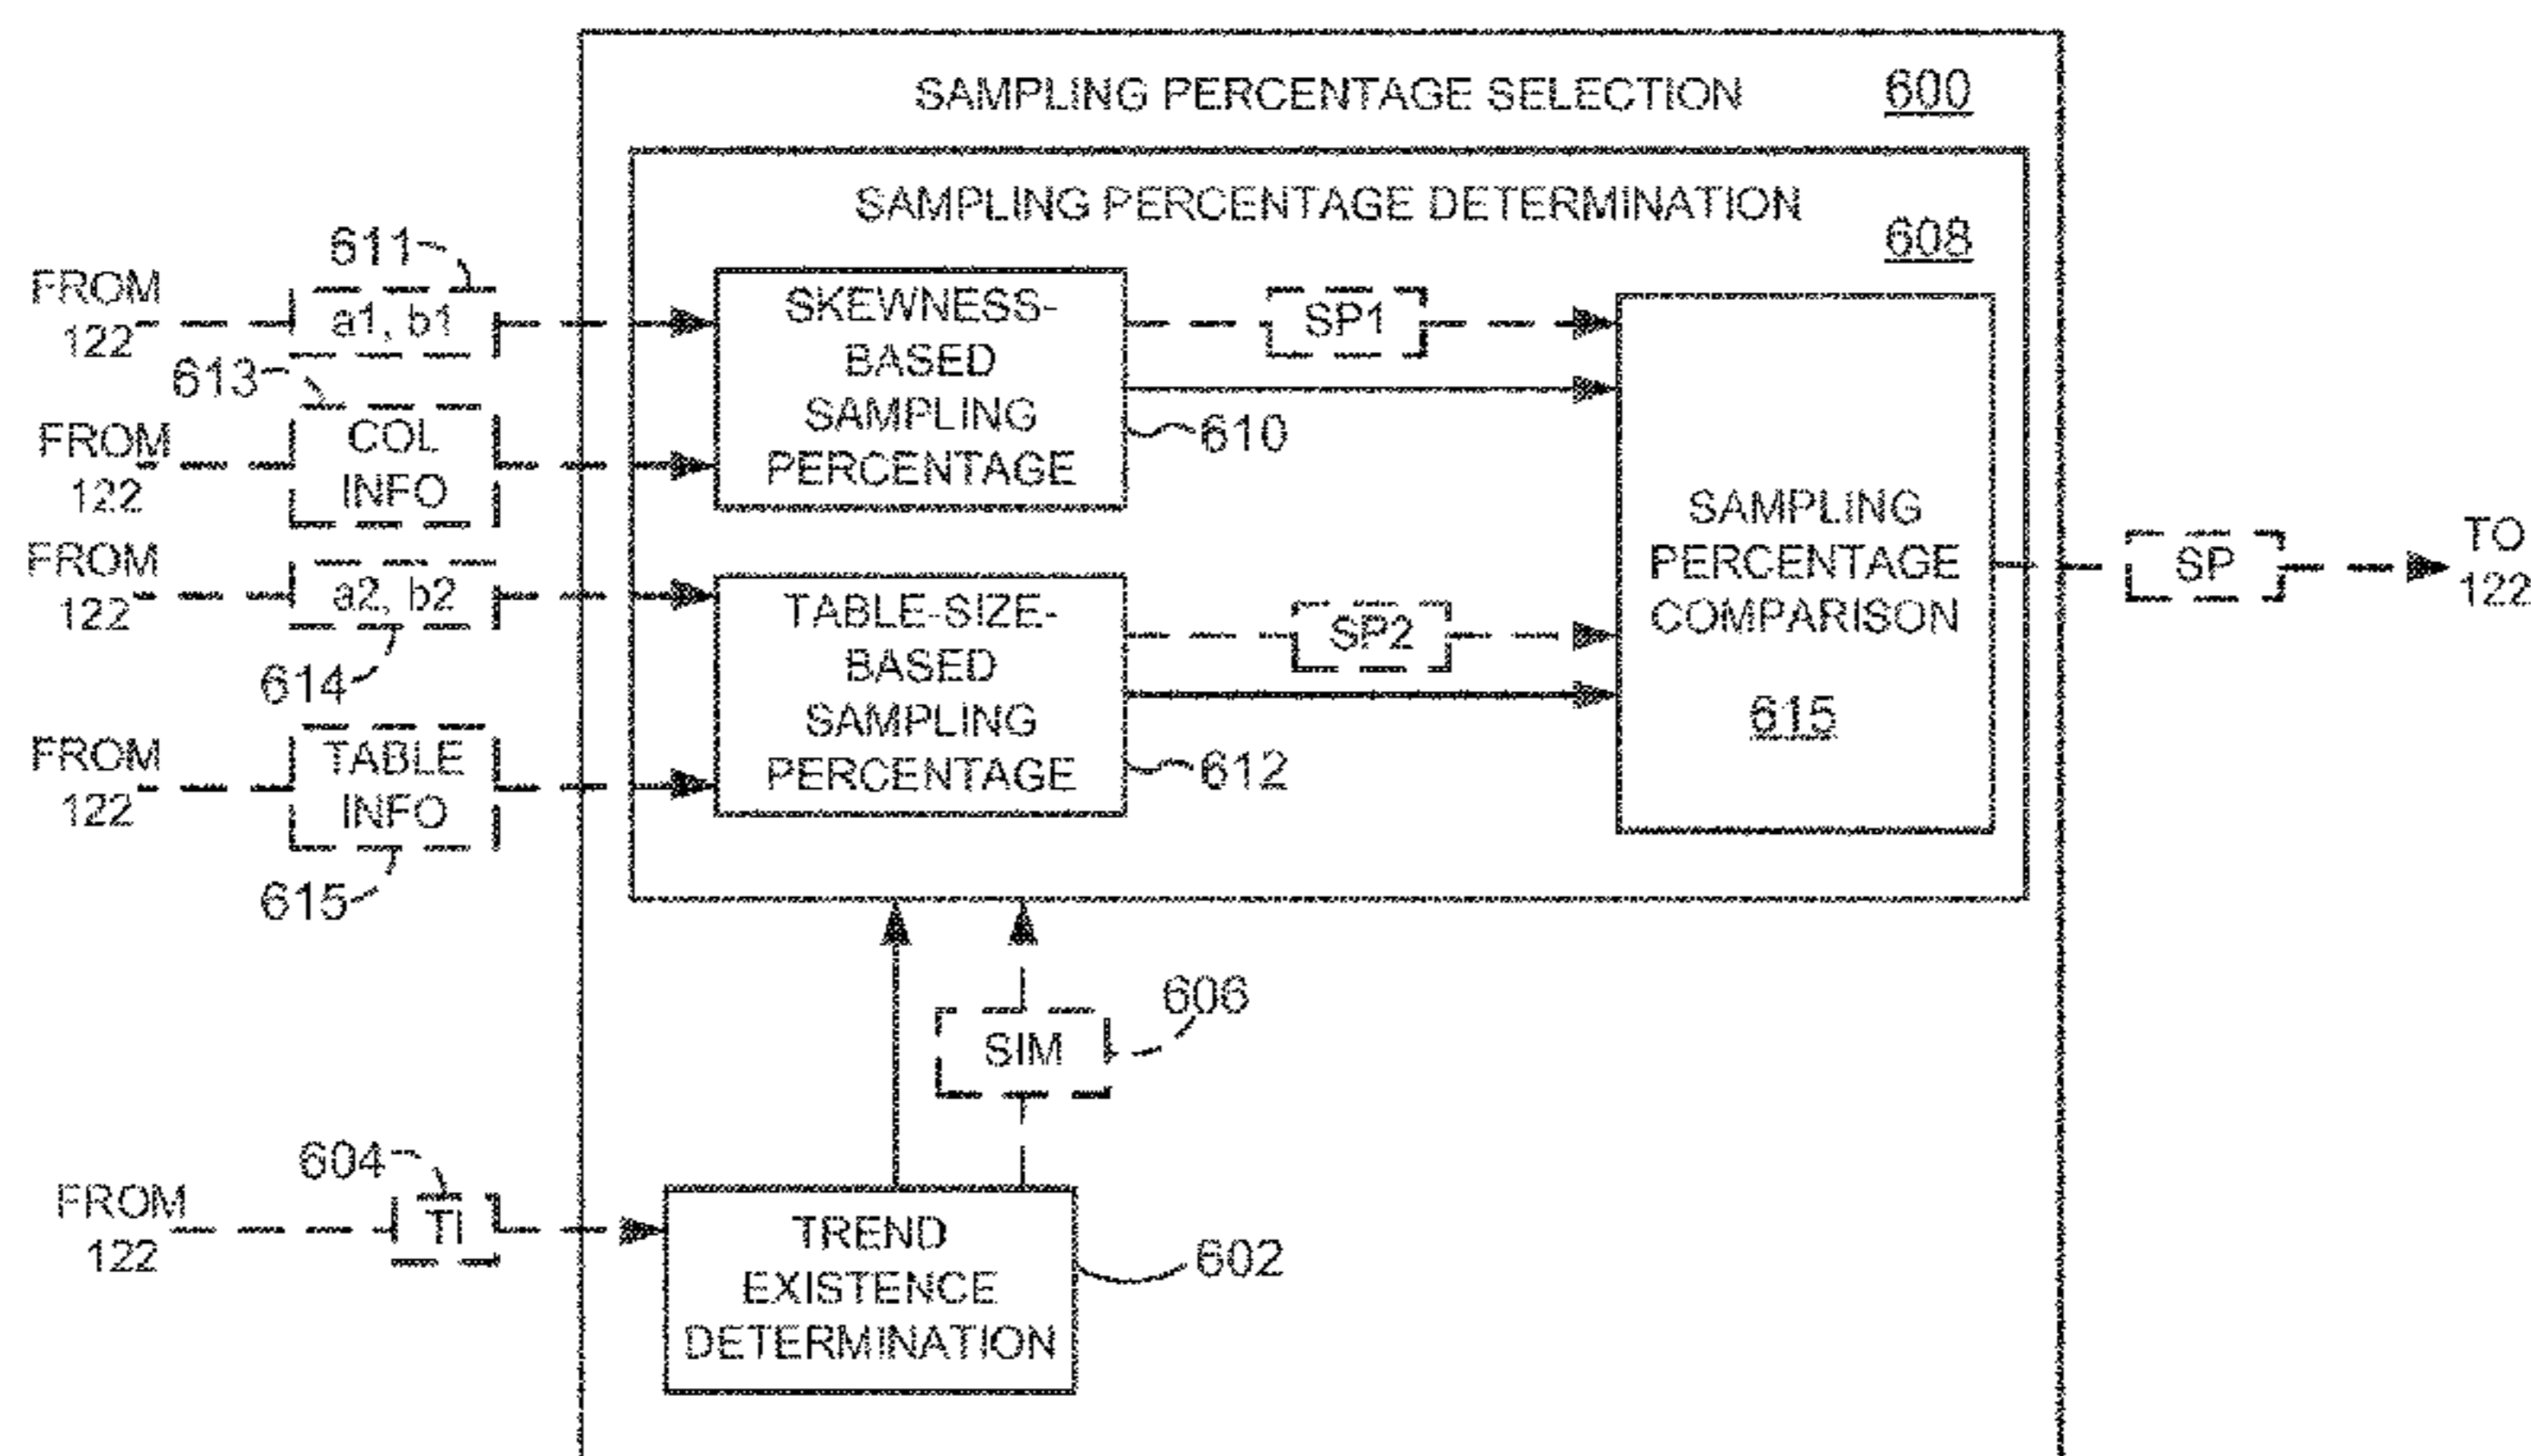 SAMPLING PERCENTAGE SELECTION 600
SAMPLING PERCENTAGE DETERMINATION
608
FROM
122
611
a1, b1
613
FROM
122
COL
INFO
FROM
122
a2, b2
614
FROM
122
TABLE
INFO
615
SKEWNESS-
BASED
SAMPLING
PERCENTAGE
610
SP1
TABLE-SIZE-
BASED
SAMPLING
PERCENTAGE
612
SP2
SAMPLING
PERCENTAGE
COMPARISON
615
SP
TO
122
SIM
606
FROM
122
604
TI
TREND
EXISTENCE
DETERMINATION
602